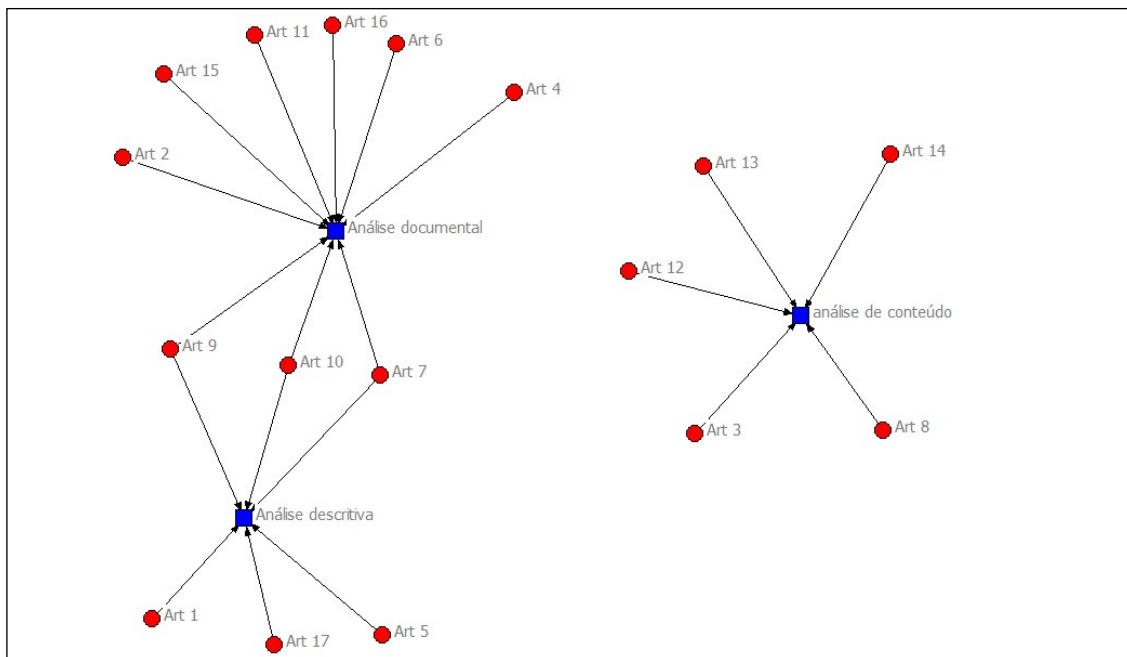 Art 16
Art 11
Art 6
Art 15
Art 4
Art 2
Análise documental
Art 9
Art 10
Art 7
Análise descritiva
Art 1
Art 17
Art 5
Art 13
Art 14
Art 12
análise de conteúdo
Art 3
Art 8